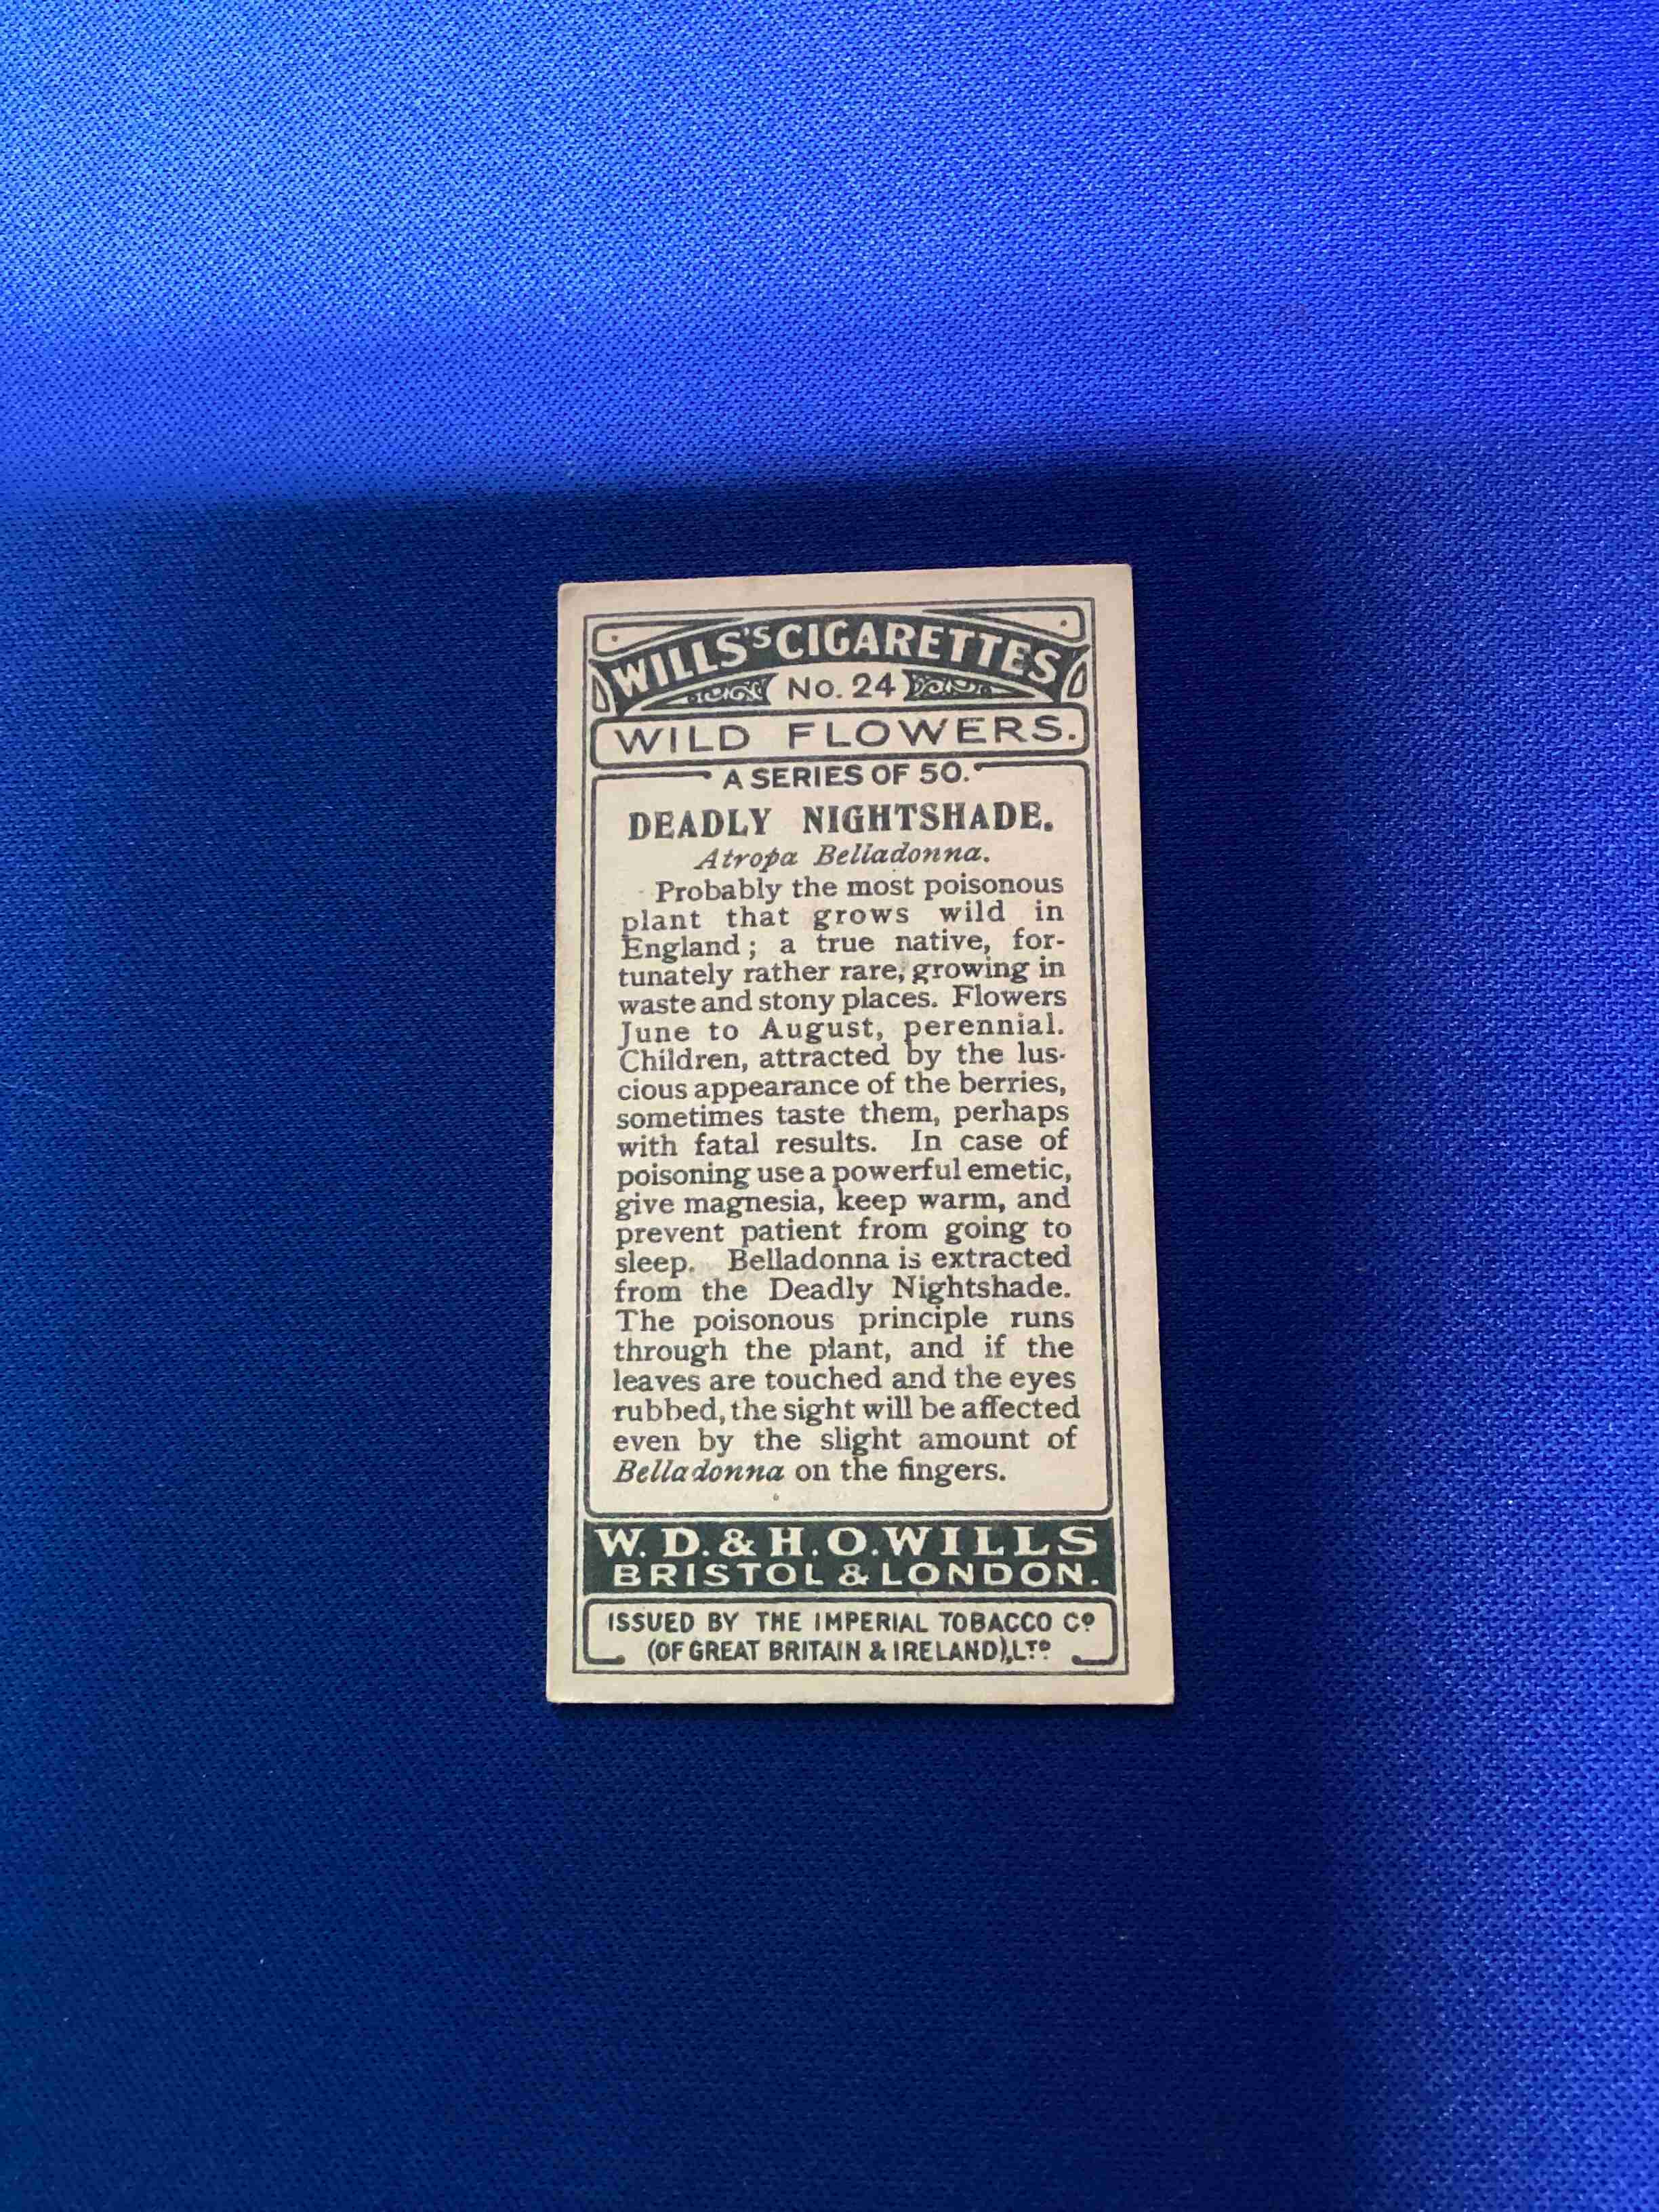 WILLS'S CIGARETTES
No. 24
WILD FLOWERS.
A SERIES OF 50.
DEADLY NIGHTSHADE.
Atropa Belladonna.
Probably the most poisonous
plant that grows wild in
England; a true native, for-
tunately rather rare, growing in
waste and stony places. Flowers
June to August, perennial.
Children, attracted by the lus-
cious appearance of the berries,
sometimes taste them, perhaps
with fatal results. In case of
poisoning use a powerful emetic,
give magnesia, keep warm, and
prevent patient from going to
sleep. Belladonna is extracted
from the Deadly Nightshade.
The poisonous principle runs
through the plant, and if the
leaves are touched and the eyes
rubbed, the sight will be affected
even by the slight amount of
Belladonna on the fingers.
W. D. & H. O. WILLS
BRISTOL & LONDON.
ISSUED BY THE IMPERIAL TOBACCO Cº
(OF GREAT BRITAIN & IRELAND), LTº